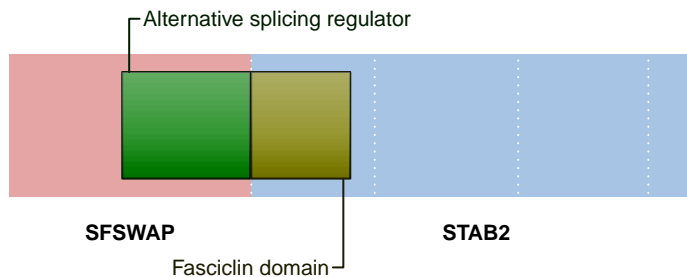 Alternative splicing regulator
SFSWAP
STAB2
Fasciclin domain